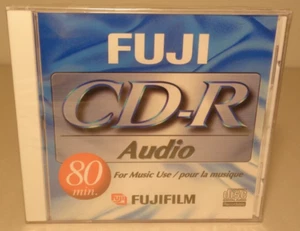 FUJI
CD-R
Audio
80
min.
For Music Use / pour la musique
FUJIFILM